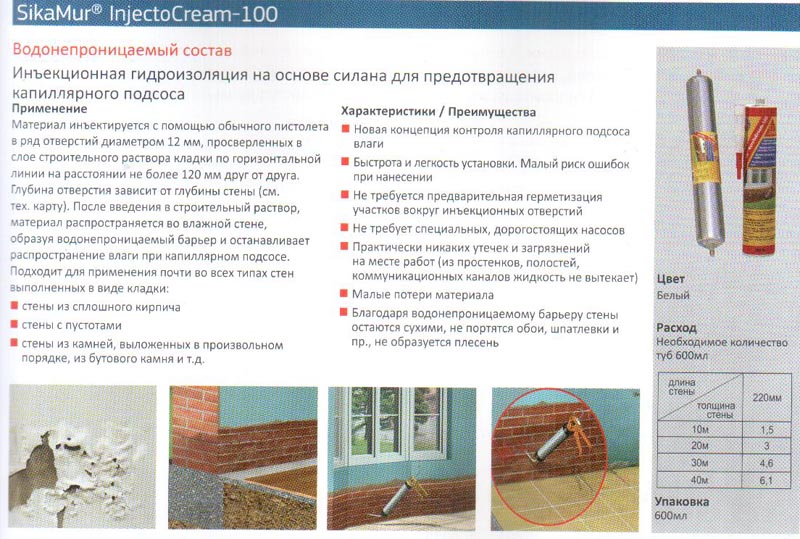 SikaMur® InjectoCream-100
Водонепроницаемый состав
Инъекционная гидроизоляция на основе силана для предотвращения
капиллярного подсоса
Применение
Материал инъектируется с помощью обычного пистолета
в ряд отверстий диаметром 12 мм, просверленных в
слое строительного раствора кладки по горизонтальной
линии на расстоянии не более 120 мм друг от друга.
Глубина отверстия зависит от глубины стены (см.
тех. карту). После введения в строительный раствор,
материал распространяется во влажной стене,
образуя водонепроницаемый барьер и останавливает
распространение влаги при капиллярном подсосе.
Подходит для применения почти во всех типах стен
выполненных в виде кладки:
стены из сплошного кирпича
стены с пустотами
стены из камней, выложенных в произвольном
порядке, из бутового камня и т.д.
Характеристики / Преимущества
Новая концепция контроля капиллярного подсоса
влаги
Быстрота и легкость установки. Малый риск ошибок
при нанесении
Не требуется предварительная герметизация
участков вокруг инъекционных отверстий
Не требует специальных, дорогостоящих насосов
Практически никаких утечек и загрязнений
на месте работ (из простенков, полостей,
коммуникационных каналов жидкость не вытекает)
Малые потери материала
Благодаря водонепроницаемому барьеру стены
остаются сухими, не портятся обои, шпатлевки и
пр., не образуется плесень
Цвет
Белый
Расход
Необходимое количество
туб 600мл
длина
стены
толщина
стены
220мм
10м 1,5
20м 3
30м 4,6
40м 6,1
Упаковка
600мл